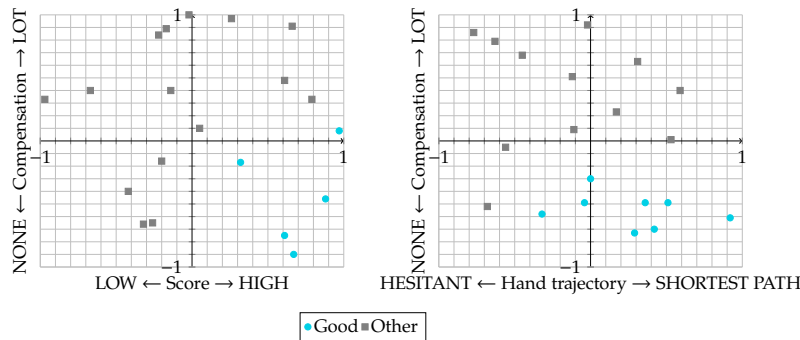 1
−1
1
−1
NONE ← Compensation → LOT
LOW ← Score → HIGH
1
−1
1
−1
NONE ← Compensation → LOT
HESITANT ← Hand trajectory → SHORTEST PATH
Good Other